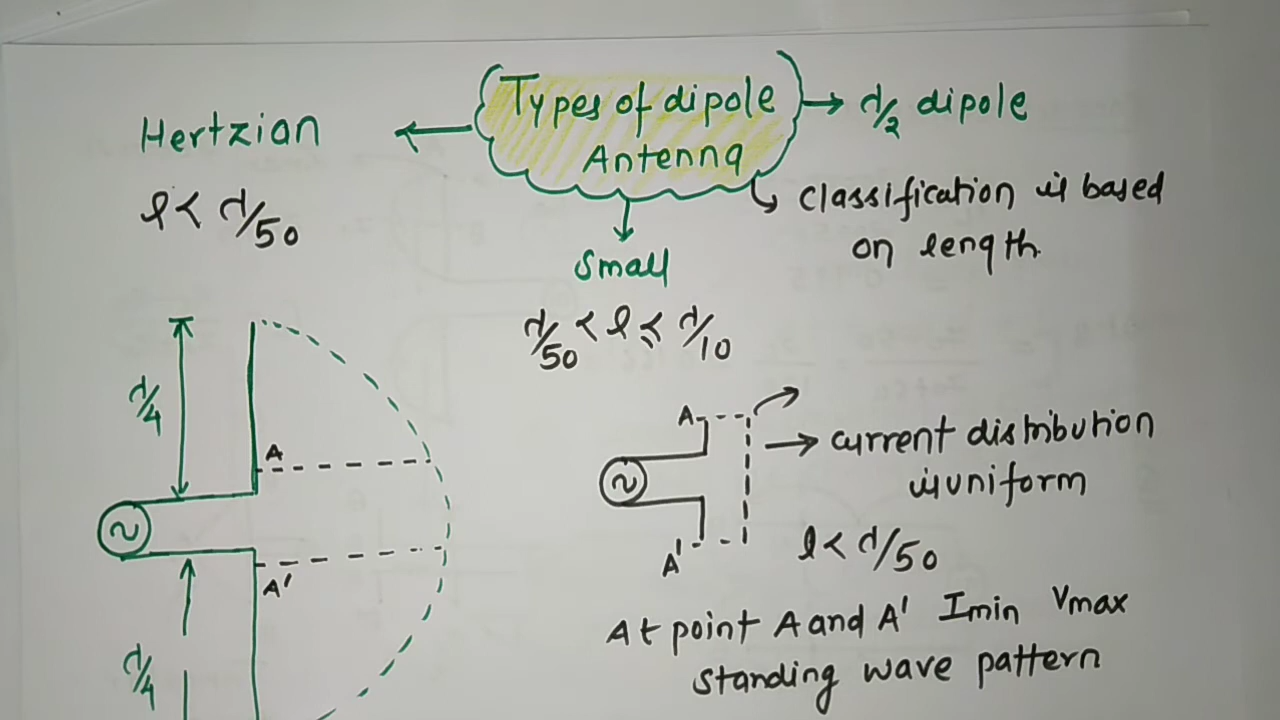 Types of dipole
Antenna
Hertzian
l < λ/50
λ/2 dipole
classification is based
on length
small
λ/50 < l ≤ λ/10
λ/4
A
~
A'
λ/4
A
~
A'
current distribution
is uniform
l < λ/50
At point A and A' Imin Vmax
standing wave pattern